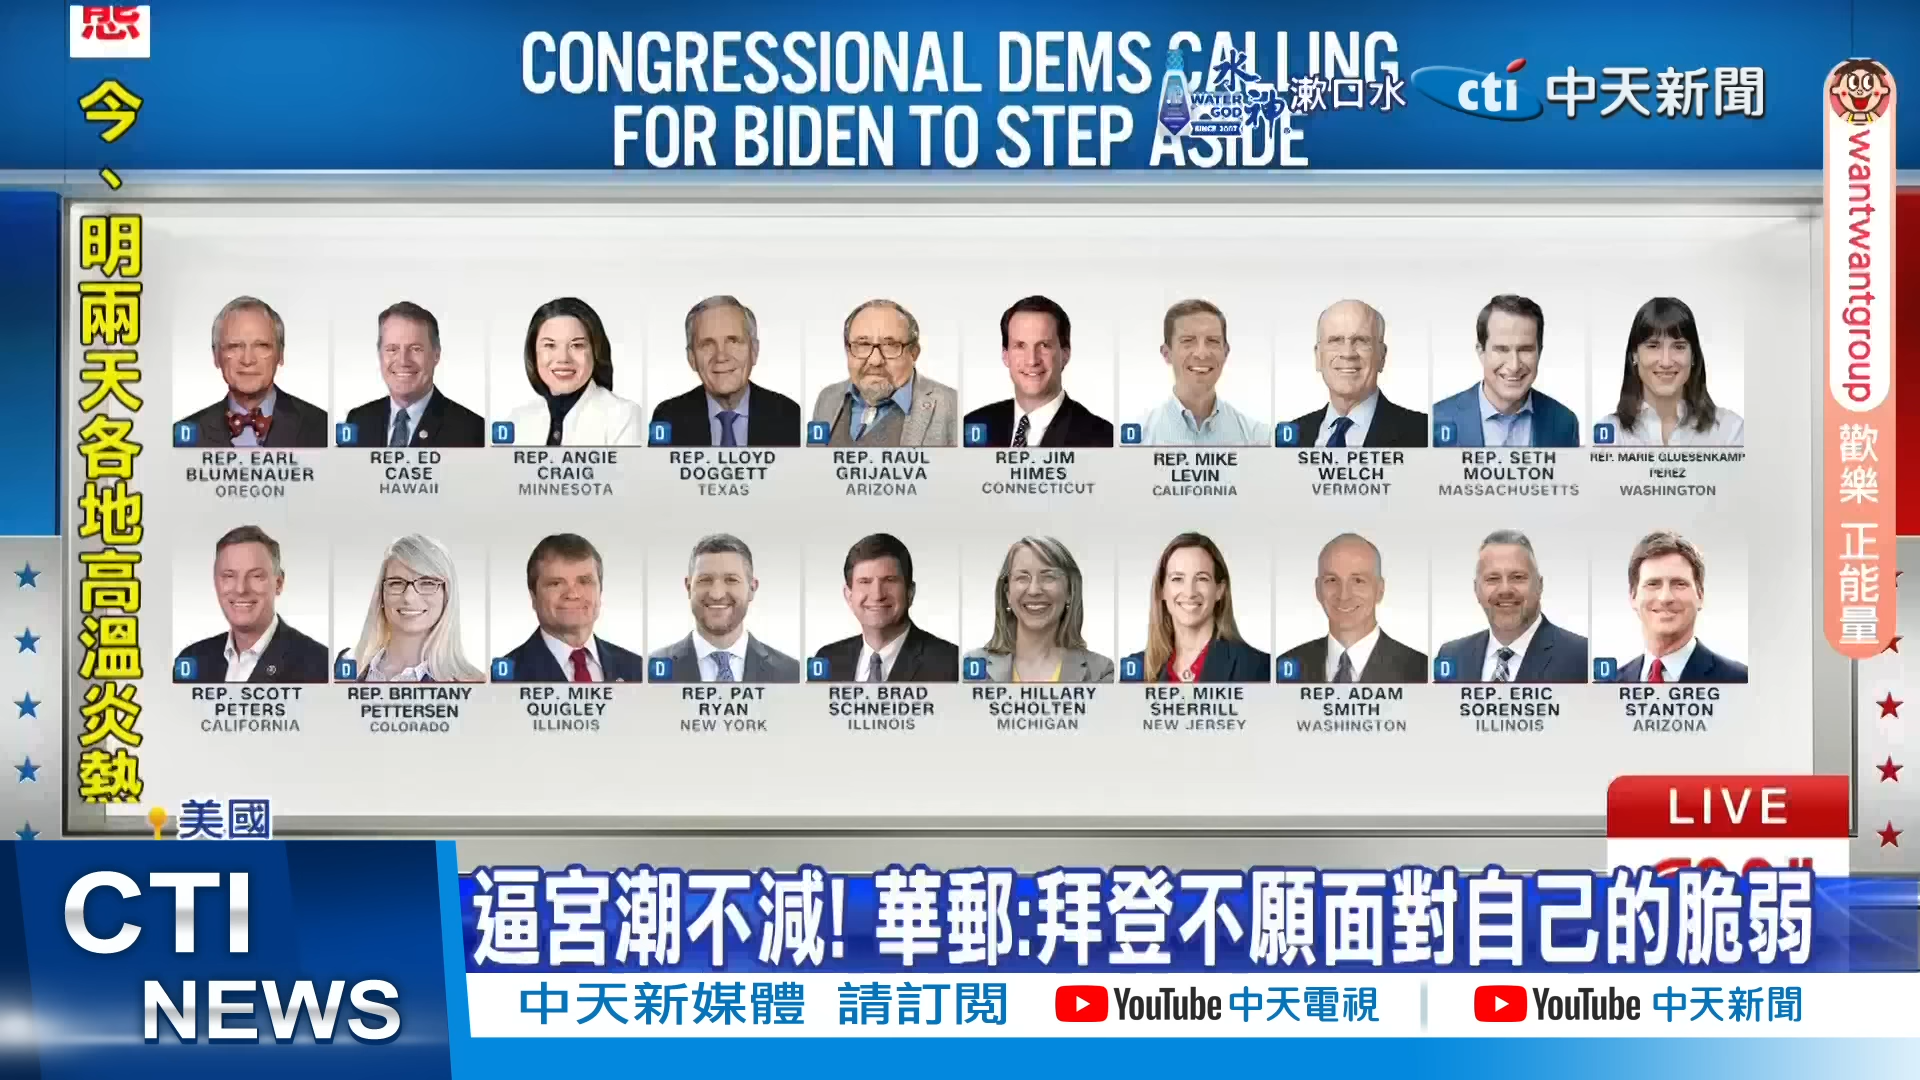 態
今、明兩天各地高溫炎熱
CONGRESSIONAL DEMS CALLING
FOR BIDEN TO STEP ASIDE
水神
WATER GOD
SINCE 2007
漱口水
cti 中天新聞
wantwantgroup 歡樂 正能量
REP. EARL BLUMENAUER
OREGON
REP. ED CASE
HAWAII
REP. ANGIE CRAIG
MINNESOTA
REP. LLOYD DOGGETT
TEXAS
REP. RAÚL GRIJALVA
ARIZONA
REP. JIM HIMES
CONNECTICUT
REP. MIKE LEVIN
CALIFORNIA
SEN. PETER WELCH
VERMONT
REP. SETH MOULTON
MASSACHUSETTS
REP. MARIE GLUESENKAMP PEREZ
WASHINGTON
REP. SCOTT PETERS
CALIFORNIA
REP. BRITTANY PETTERSEN
COLORADO
REP. MIKE QUIGLEY
ILLINOIS
REP. PAT RYAN
NEW YORK
REP. BRAD SCHNEIDER
ILLINOIS
REP. HILLARY SCHOLTEN
MICHIGAN
REP. MIKIE SHERRILL
NEW JERSEY
REP. ADAM SMITH
WASHINGTON
REP. ERIC SORENSEN
ILLINOIS
REP. GREG STANTON
ARIZONA
美國
LIVE
CTI NEWS
逼宮潮不減! 華郵:拜登不願面對自己的脆弱
中天新媒體 請訂閱 YouTube 中天電視 | YouTube 中天新聞